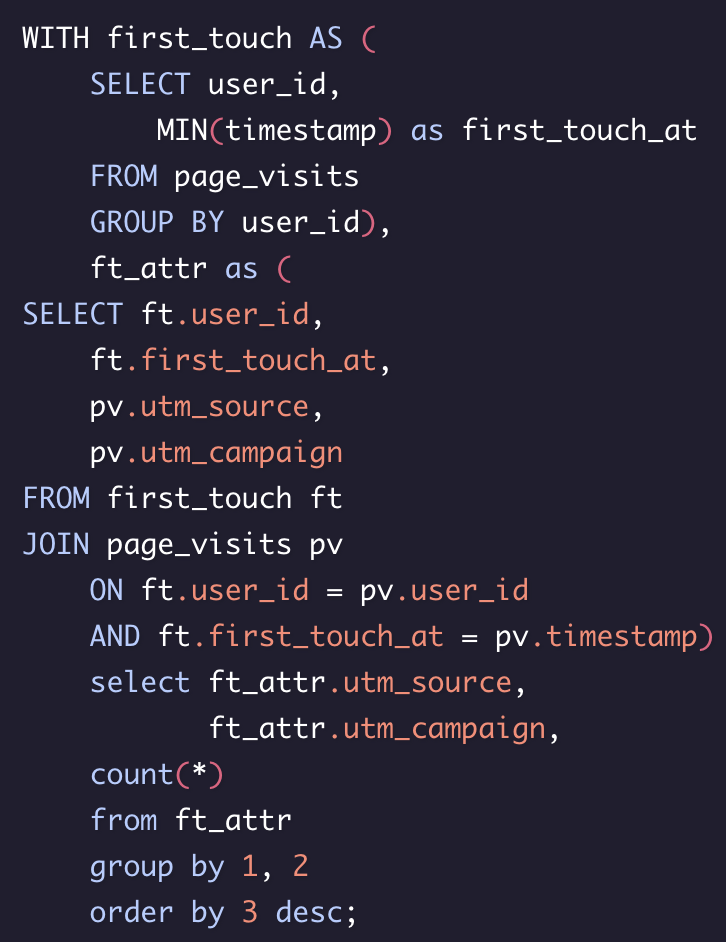 WITH first_touch AS (
    SELECT user_id,
        MIN(timestamp) as first_touch_at
    FROM page_visits
    GROUP BY user_id),
    ft_attr as (
SELECT ft.user_id,
    ft.first_touch_at,
    pv.utm_source,
    pv.utm_campaign
FROM first_touch ft
JOIN page_visits pv
    ON ft.user_id = pv.user_id
    AND ft.first_touch_at = pv.timestamp)
    select ft_attr.utm_source,
           ft_attr.utm_campaign,
    count(*)
    from ft_attr
    group by 1, 2
    order by 3 desc;